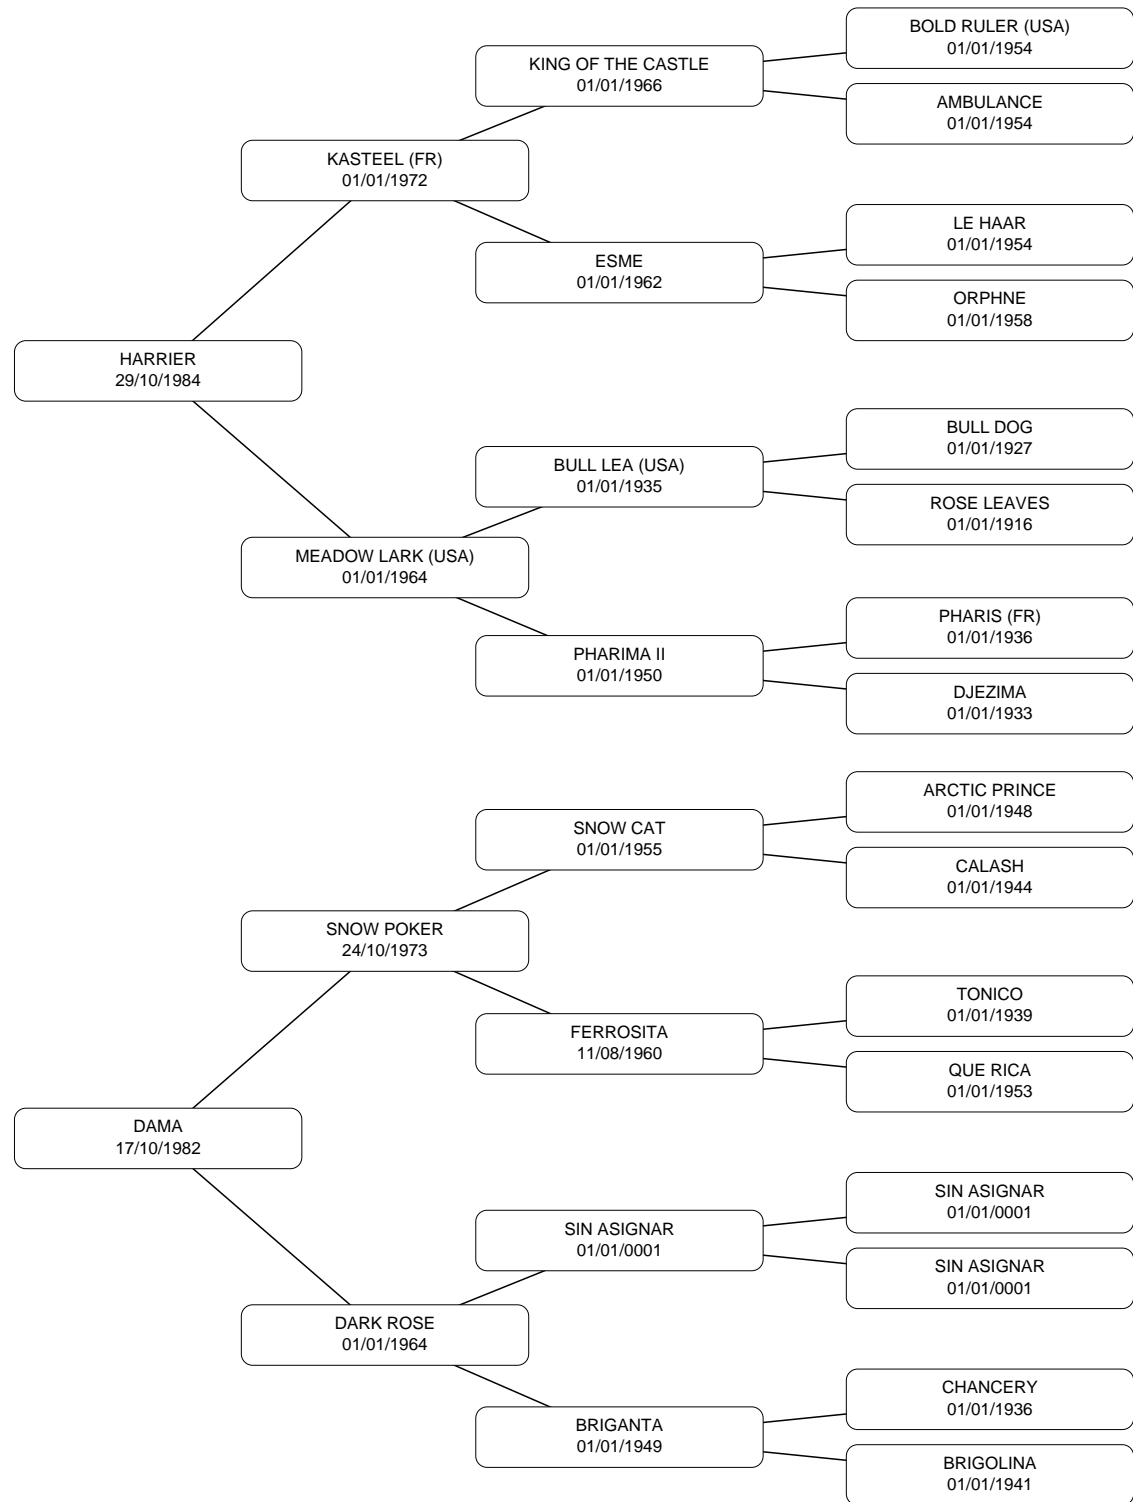 BOLD RULER (USA)
01/01/1954
KING OF THE CASTLE
01/01/1966
AMBULANCE
01/01/1954
KASTEEL (FR)
01/01/1972
LE HAAR
01/01/1954
ESME
01/01/1962
ORPHNE
01/01/1958
HARRIER
29/10/1984
BULL DOG
01/01/1927
BULL LEA (USA)
01/01/1935
ROSE LEAVES
01/01/1916
MEADOW LARK (USA)
01/01/1964
PHARIS (FR)
01/01/1936
PHARIMA II
01/01/1950
DJEZIMA
01/01/1933
ARCTIC PRINCE
01/01/1948
SNOW CAT
01/01/1955
CALASH
01/01/1944
SNOW POKER
24/10/1973
TONICO
01/01/1939
FERROSITA
11/08/1960
QUE RICA
01/01/1953
DAMA
17/10/1982
SIN ASIGNAR
01/01/0001
SIN ASIGNAR
01/01/0001
SIN ASIGNAR
01/01/0001
DARK ROSE
01/01/1964
CHANCERY
01/01/1936
BRIGANTA
01/01/1949
BRIGOLINA
01/01/1941